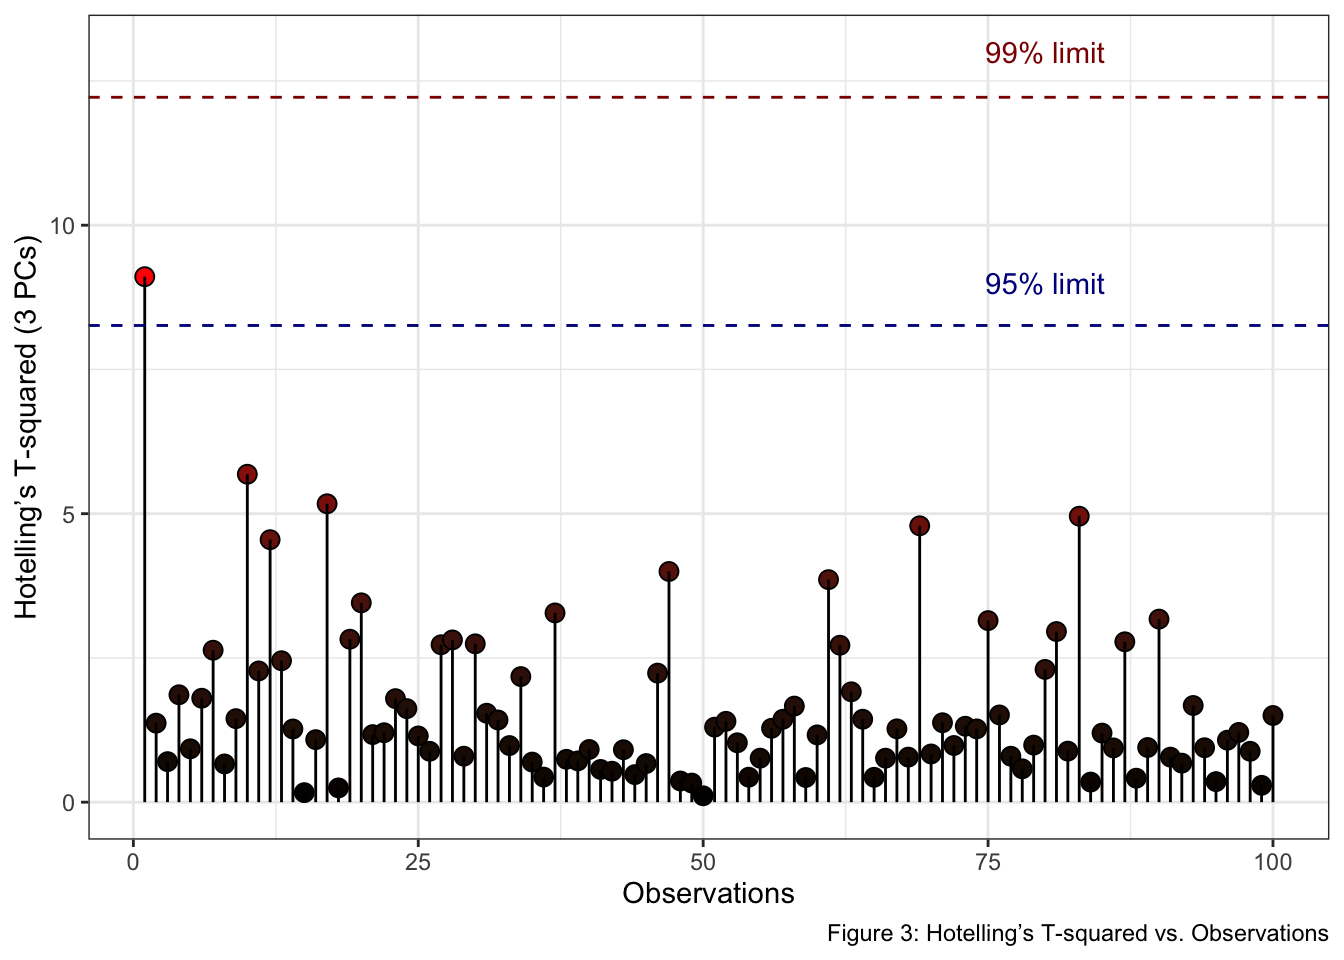 99% limit
10
95% limit
Hotelling’s T-squared (3 PCs)
5
0
0 25 50 75 100
Observations
Figure 3: Hotelling’s T-squared vs. Observations